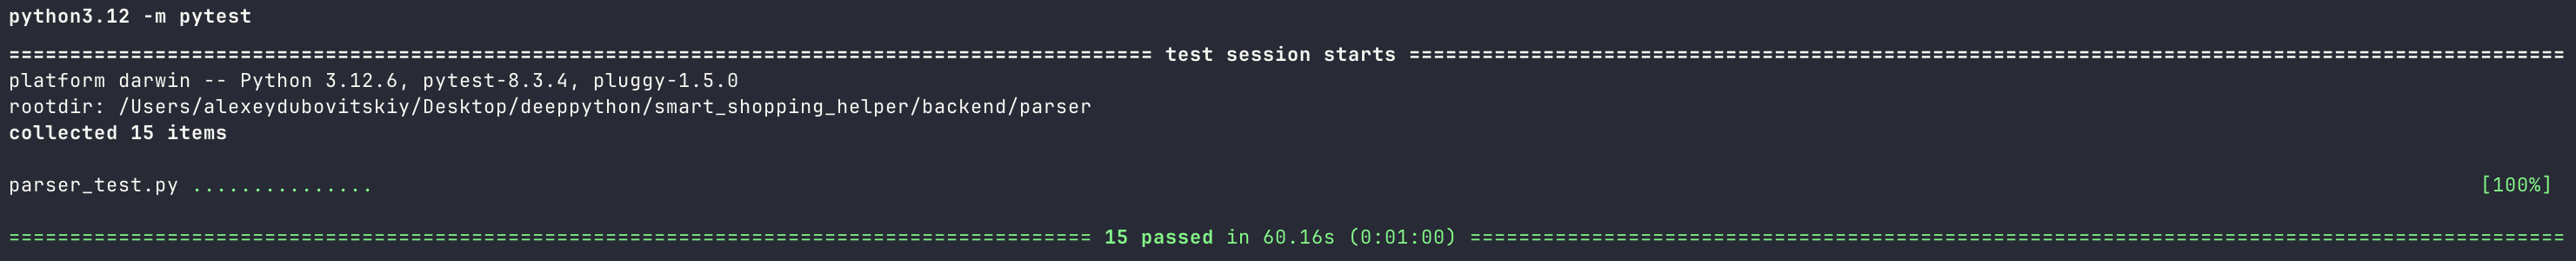 python3.12 -m pytest
============================================================================================== test session starts ===============================================================================================
platform darwin -- Python 3.12.6, pytest-8.3.4, pluggy-1.5.0
rootdir: /Users/alexeydubovitskiy/Desktop/deeppython/smart_shopping_helper/backend/parser
collected 15 items
parser_test.py ............... [100%]
========================================================================================= 15 passed in 60.16s (0:01:00) ==========================================================================================